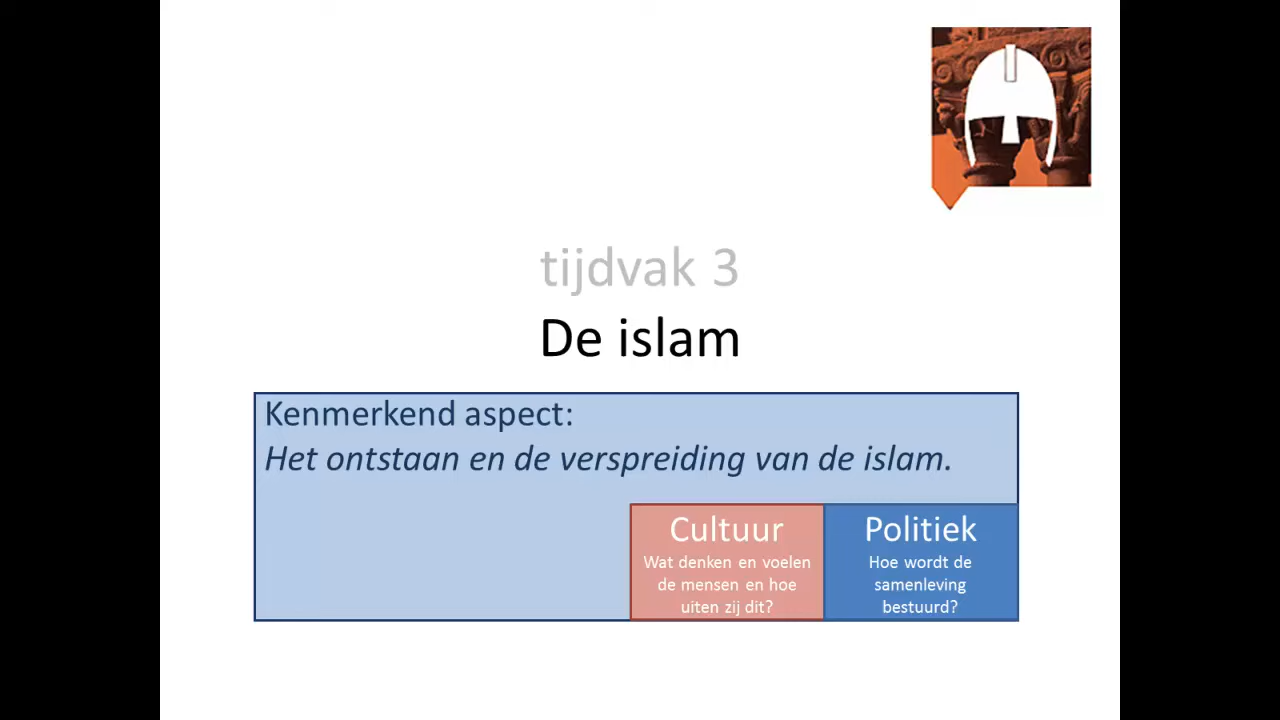 tijdvak 3
De islam
Kenmerkend aspect:
Het ontstaan en de verspreiding van de islam.
Cultuur
Wat denken en voelen
de mensen en hoe
uiten zij dit?
Politiek
Hoe wordt de
samenleving
bestuurd?